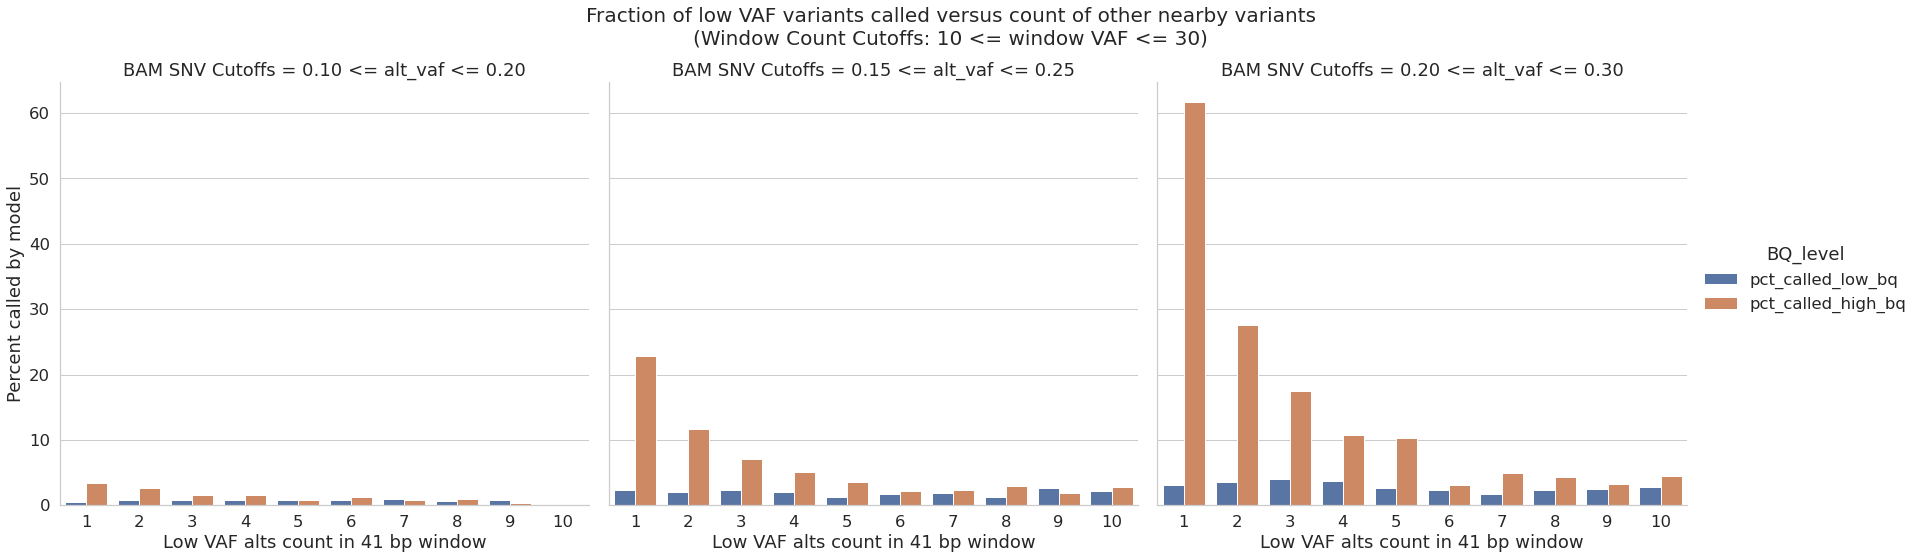 Fraction of low VAF variants called versus count of other nearby variants
(Window Count Cutoffs: 10 <= window VAF <= 30)
BAM SNV Cutoffs = 0.10 <= alt_vaf <= 0.20
BAM SNV Cutoffs = 0.15 <= alt_vaf <= 0.25
BAM SNV Cutoffs = 0.20 <= alt_vaf <= 0.30
Percent called by model
60
50
40
30
20
10
0
1 2 3 4 5 6 7 8 9 10
1 2 3 4 5 6 7 8 9 10
1 2 3 4 5 6 7 8 9 10
Low VAF alts count in 41 bp window
Low VAF alts count in 41 bp window
Low VAF alts count in 41 bp window
BQ_level
pct_called_low_bq
pct_called_high_bq